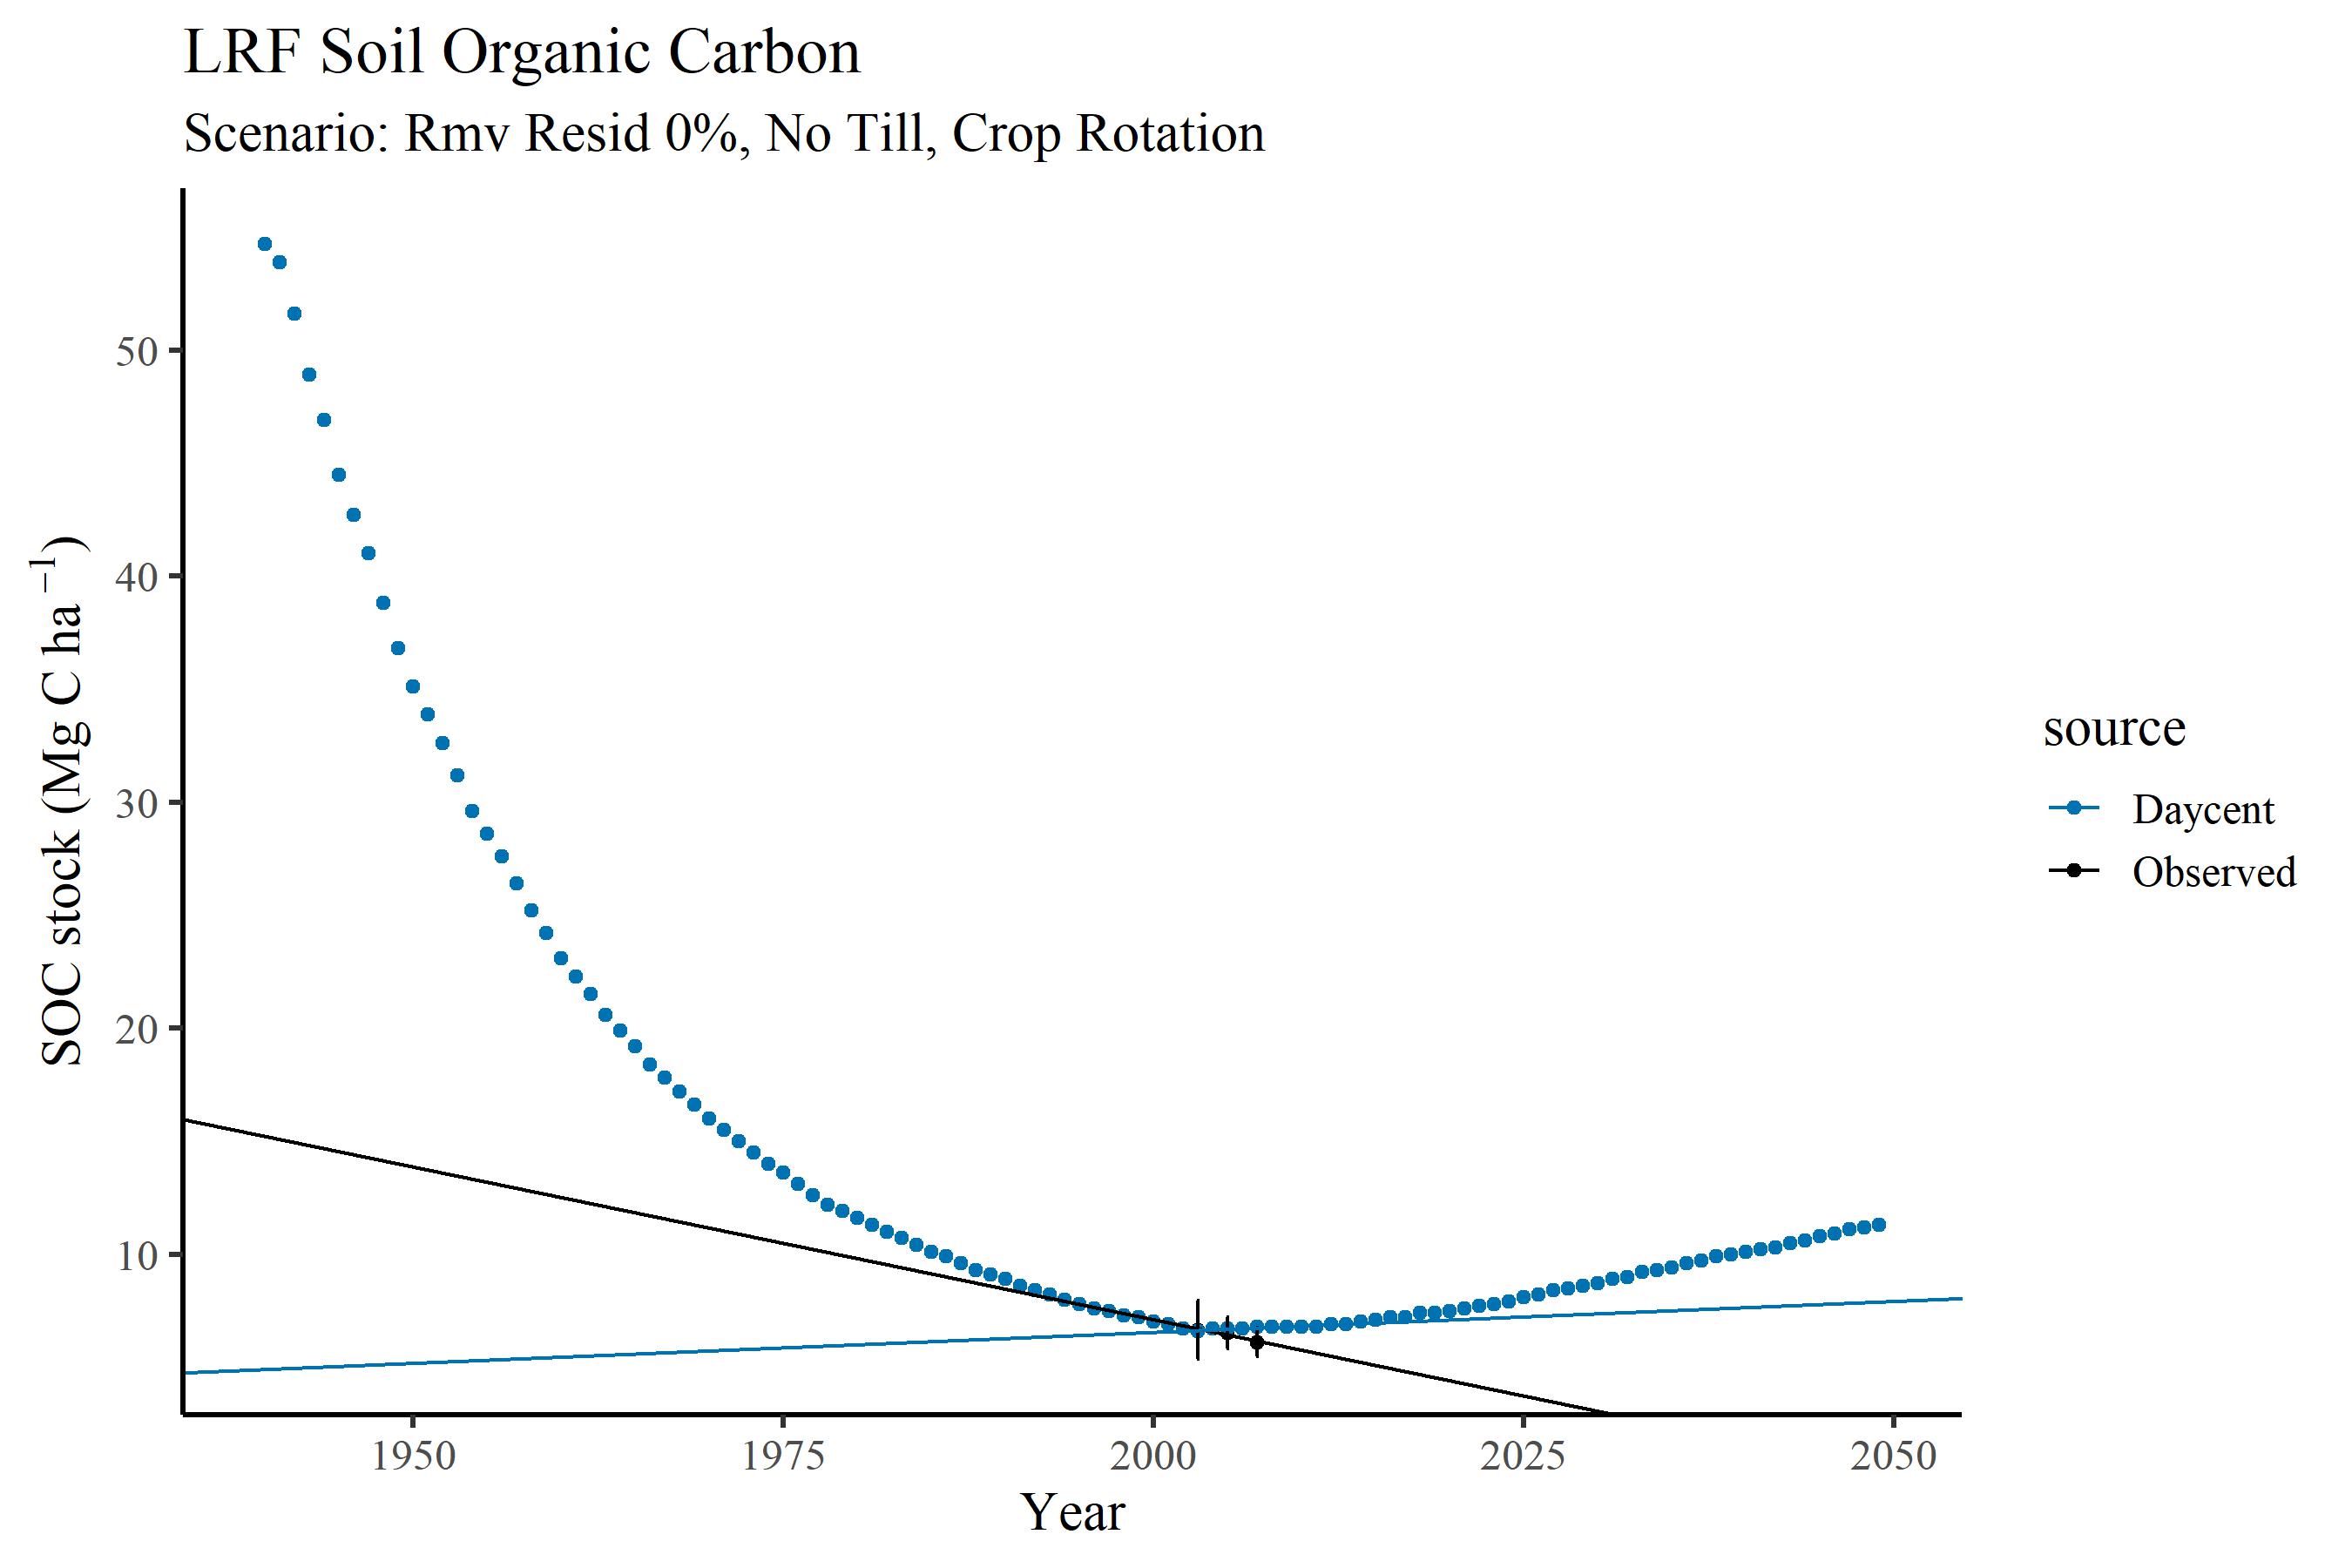 LRF Soil Organic Carbon
Scenario: Rmv Resid 0%, No Till, Crop Rotation
SOC stock (Mg C ha −1)
50
40
30
20
10
1950 1975 2000 2025 2050
Year
source
Daycent
Observed